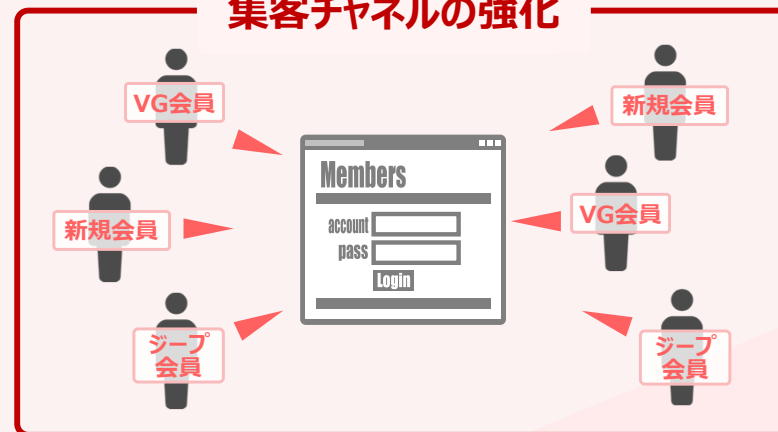 集客チャネルの強化
VG会員
新規会員
新規会員
VG会員
ジープ
会員
ジープ
会員
Members
account
pass
Login